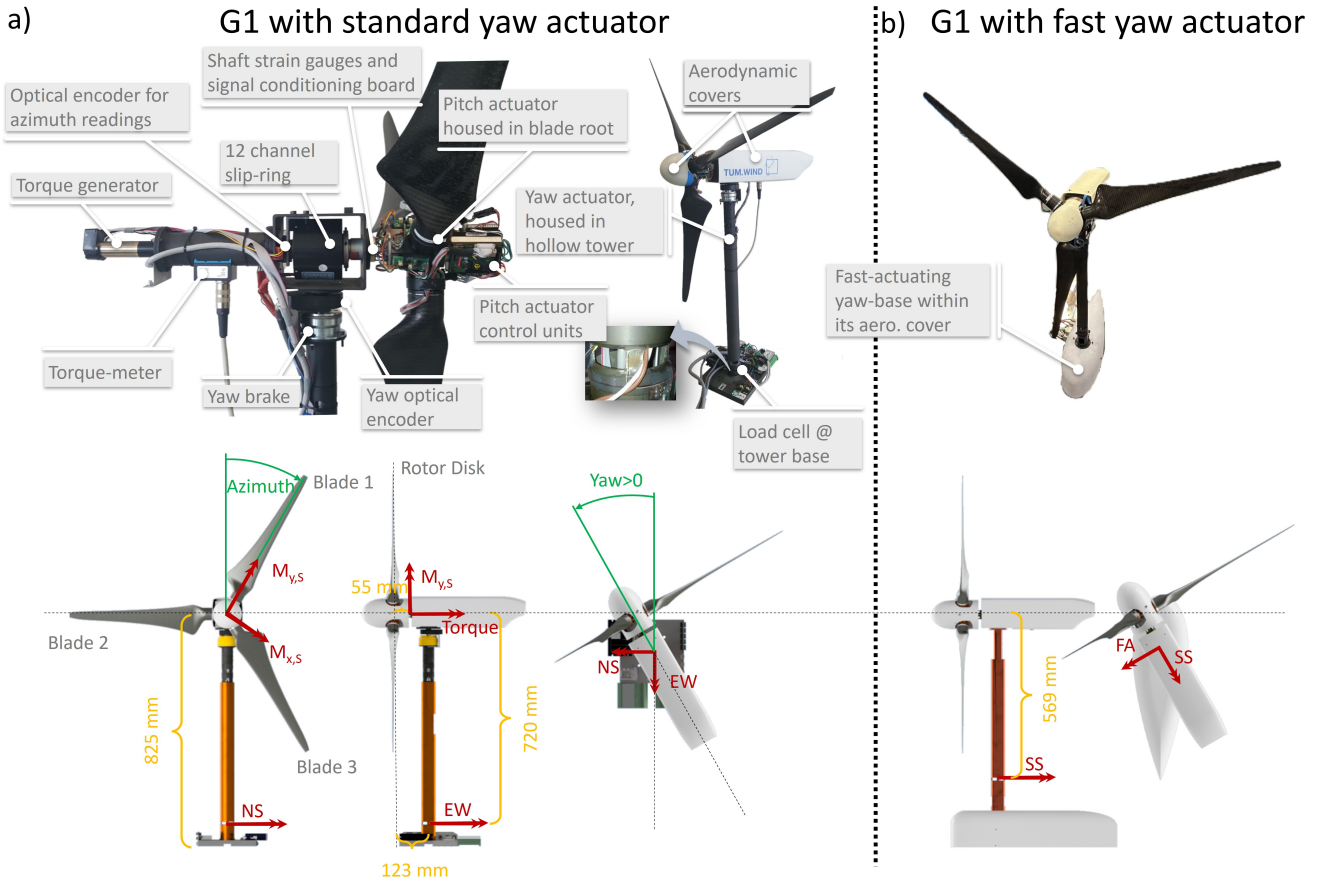 a)
G1 with standard yaw actuator
b)
G1 with fast yaw actuator
Shaft strain gauges and
signal conditioning board
Aerodynamic
covers
Optical encoder for
azimuth readings
Pitch actuator
housed in blade root
12 channel
slip-ring
Torque generator
TUM.WIND
Yaw actuator,
housed in
hollow tower
Fast-actuating
yaw-base within
its aero. cover
Pitch actuator
control units
Torque-meter
Yaw brake
Yaw optical
encoder
Load cell @
tower base
Rotor Disk
Azimuth
Blade 1
Yaw>0
My,S
My,S
55 mm
Torque
Blade 2
Mx,S
NS
EW
FA
SS
569 mm
825 mm
720 mm
Blade 3
SS
NS
EW
123 mm